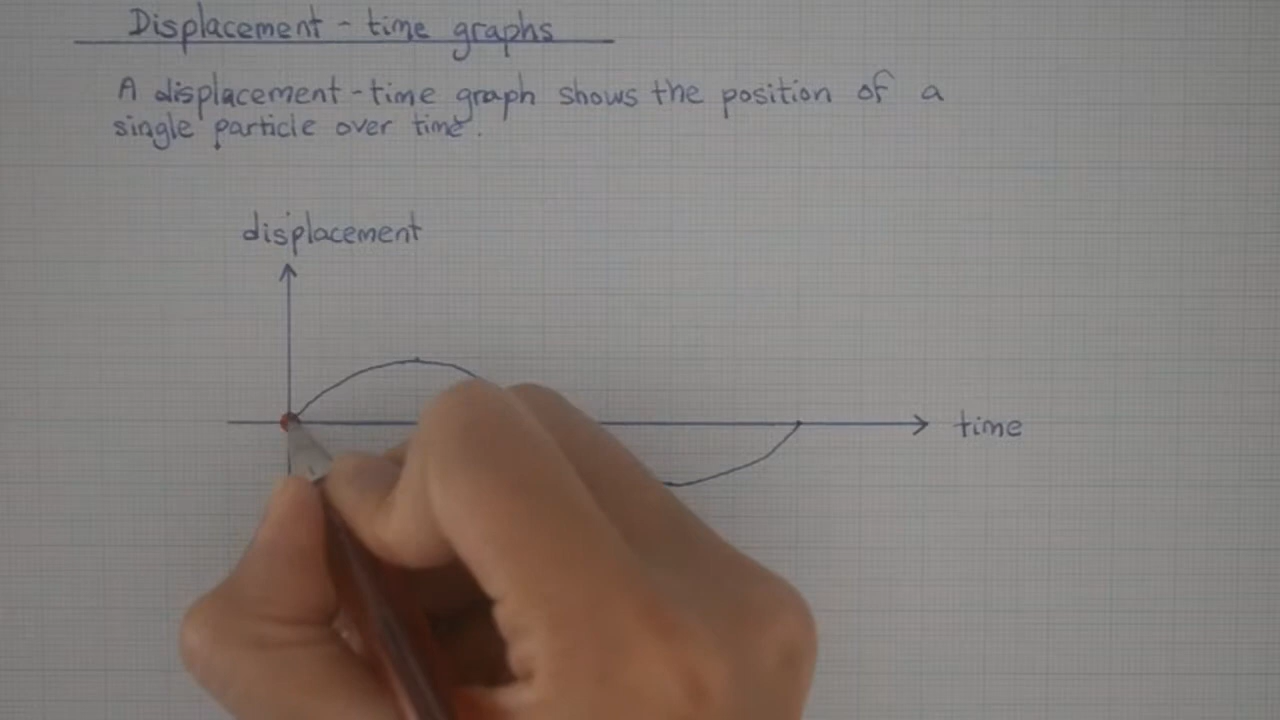 Displacement - time graphs
A displacement-time graph shows the position of a
single particle over time.
displacement
time